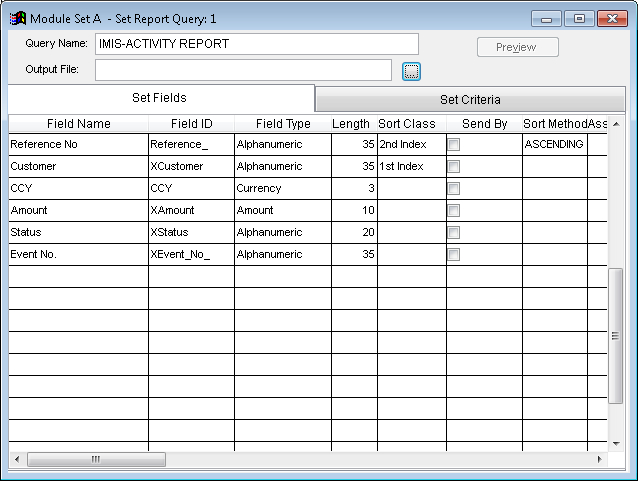 Module Set A - Set Report Query: 1
Query Name: IMIS-ACTIVITY REPORT
Preview
Output File:
Set Fields Set Criteria
Field Name Field ID Field Type Length Sort Class Send By Sort Method Ass
Reference No Reference_ Alphanumeric 35 2nd Index ASCENDING
Customer XCustomer Alphanumeric 35 1st Index
CCY CCY Currency 3
Amount XAmount Amount 10
Status XStatus Alphanumeric 20
Event No. XEvent_No_ Alphanumeric 35